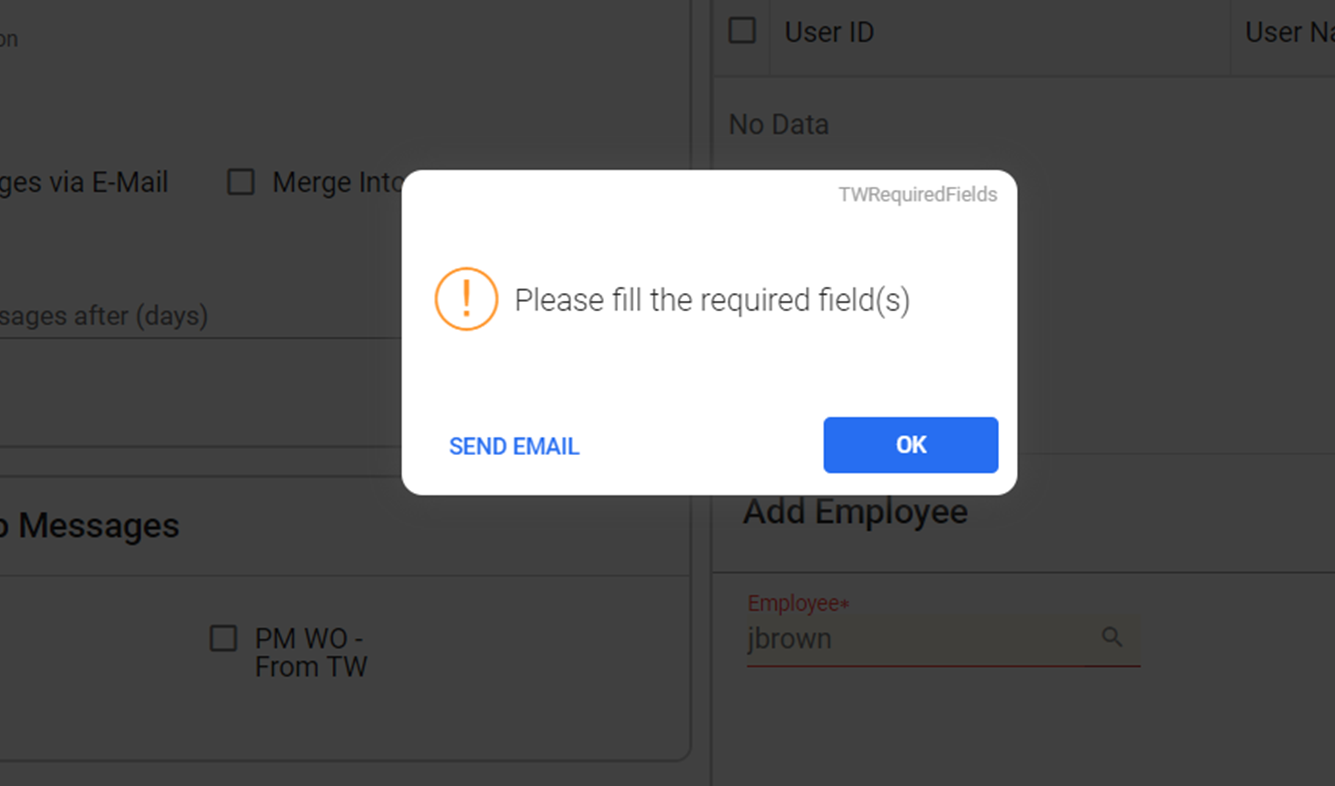 on
User ID
User Na
No Data
ges via E-Mail
Merge Into
TWRequiredFields
Please fill the required field(s)
sages after (days)
SEND EMAIL
OK
o Messages
Add Employee
Employee*
jbrown
PM WO -
From TW